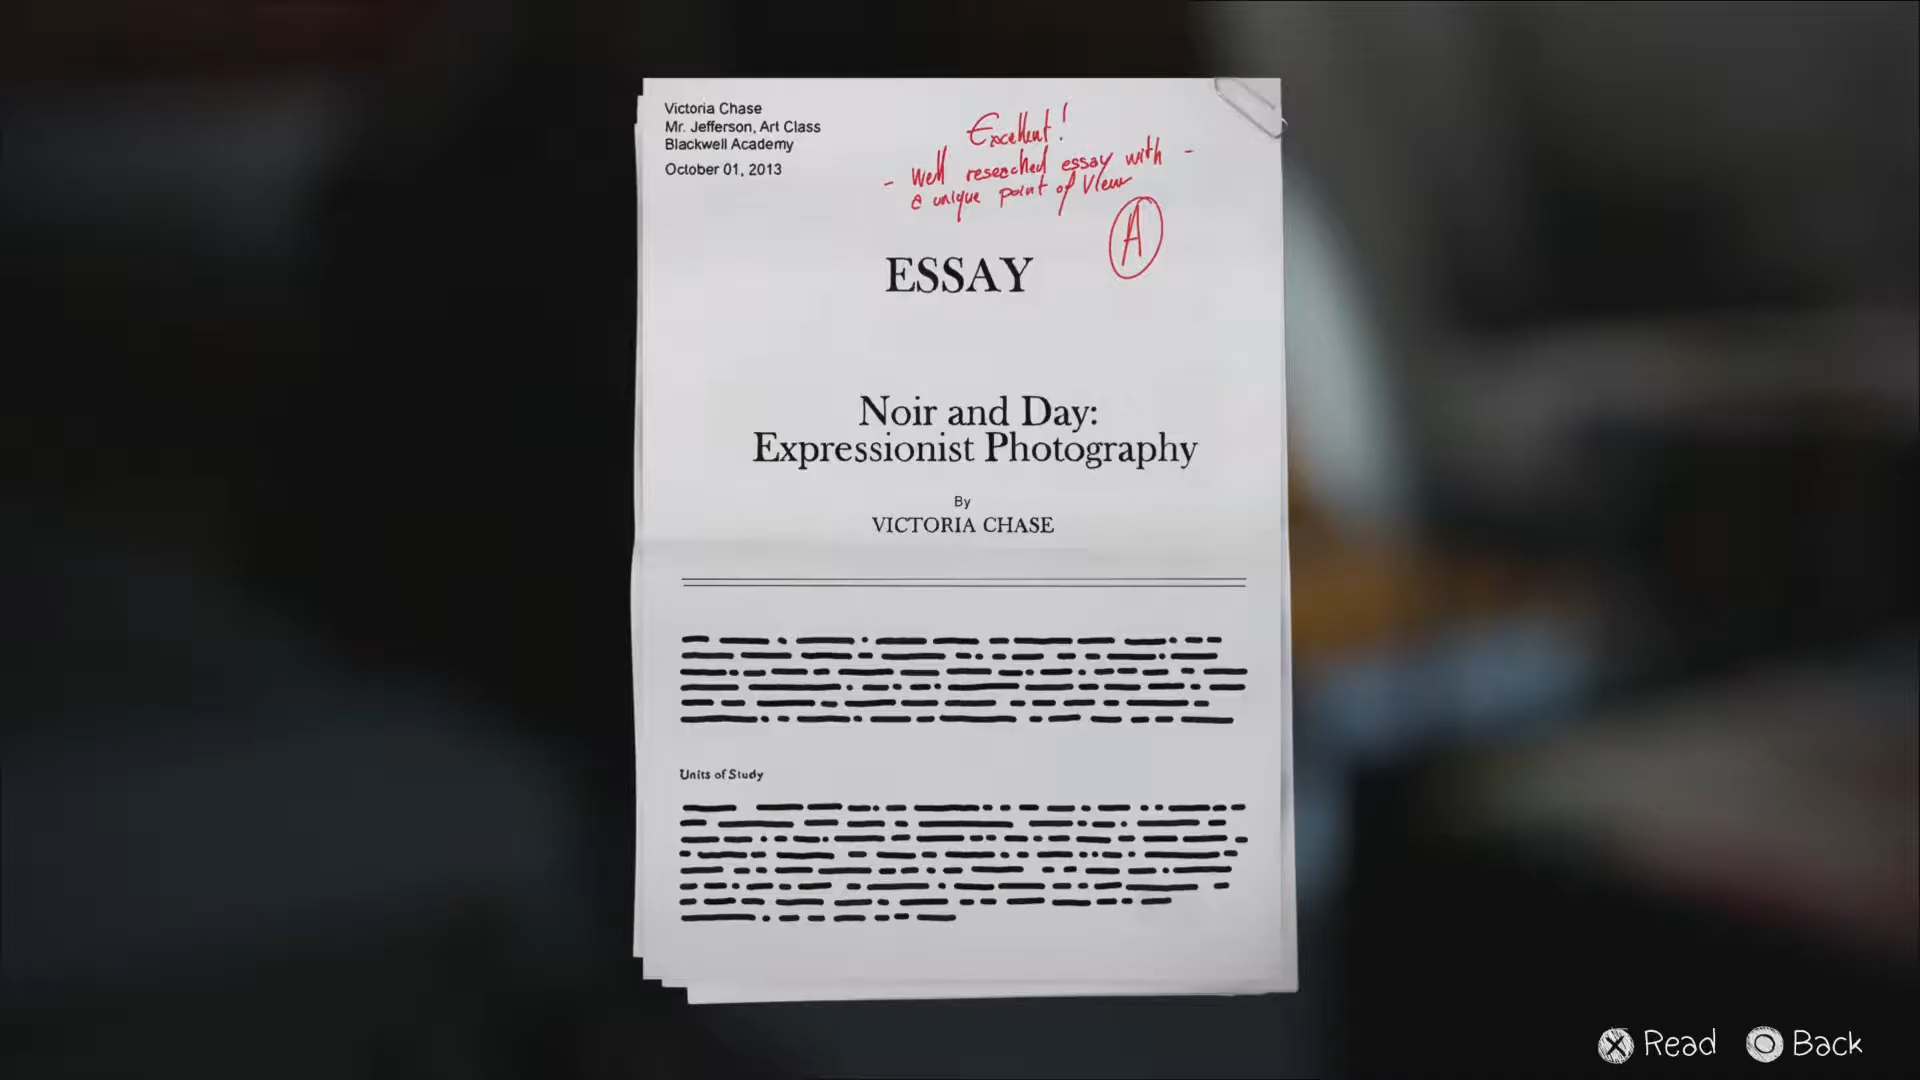 Victoria Chase
Mr. Jefferson, Art Class
Blackwell Academy
October 01, 2013
Excellent!
- Well reseached essay with -
a unique point of View
A
ESSAY
Noir and Day:
Expressionist Photography
By
VICTORIA CHASE
Units of Study
Read
Back